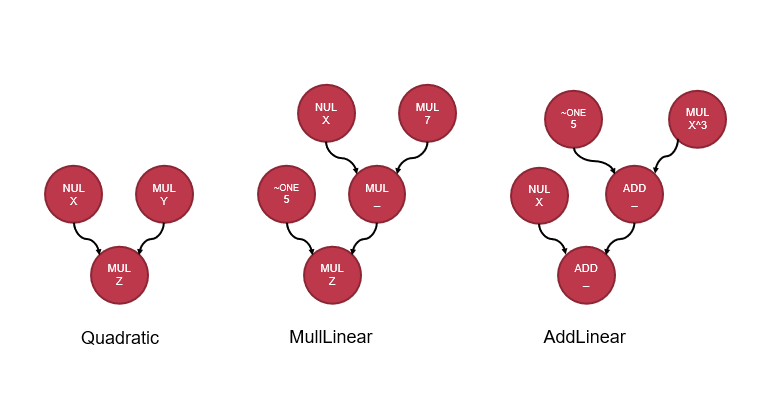 NUL
X
MUL
Y
MUL
Z
Quadratic
NUL
X
MUL
7
~ONE
5
MUL
_
MUL
Z
MullLinear
~ONE
5
MUL
X^3
NUL
X
ADD
_
ADD
_
AddLinear